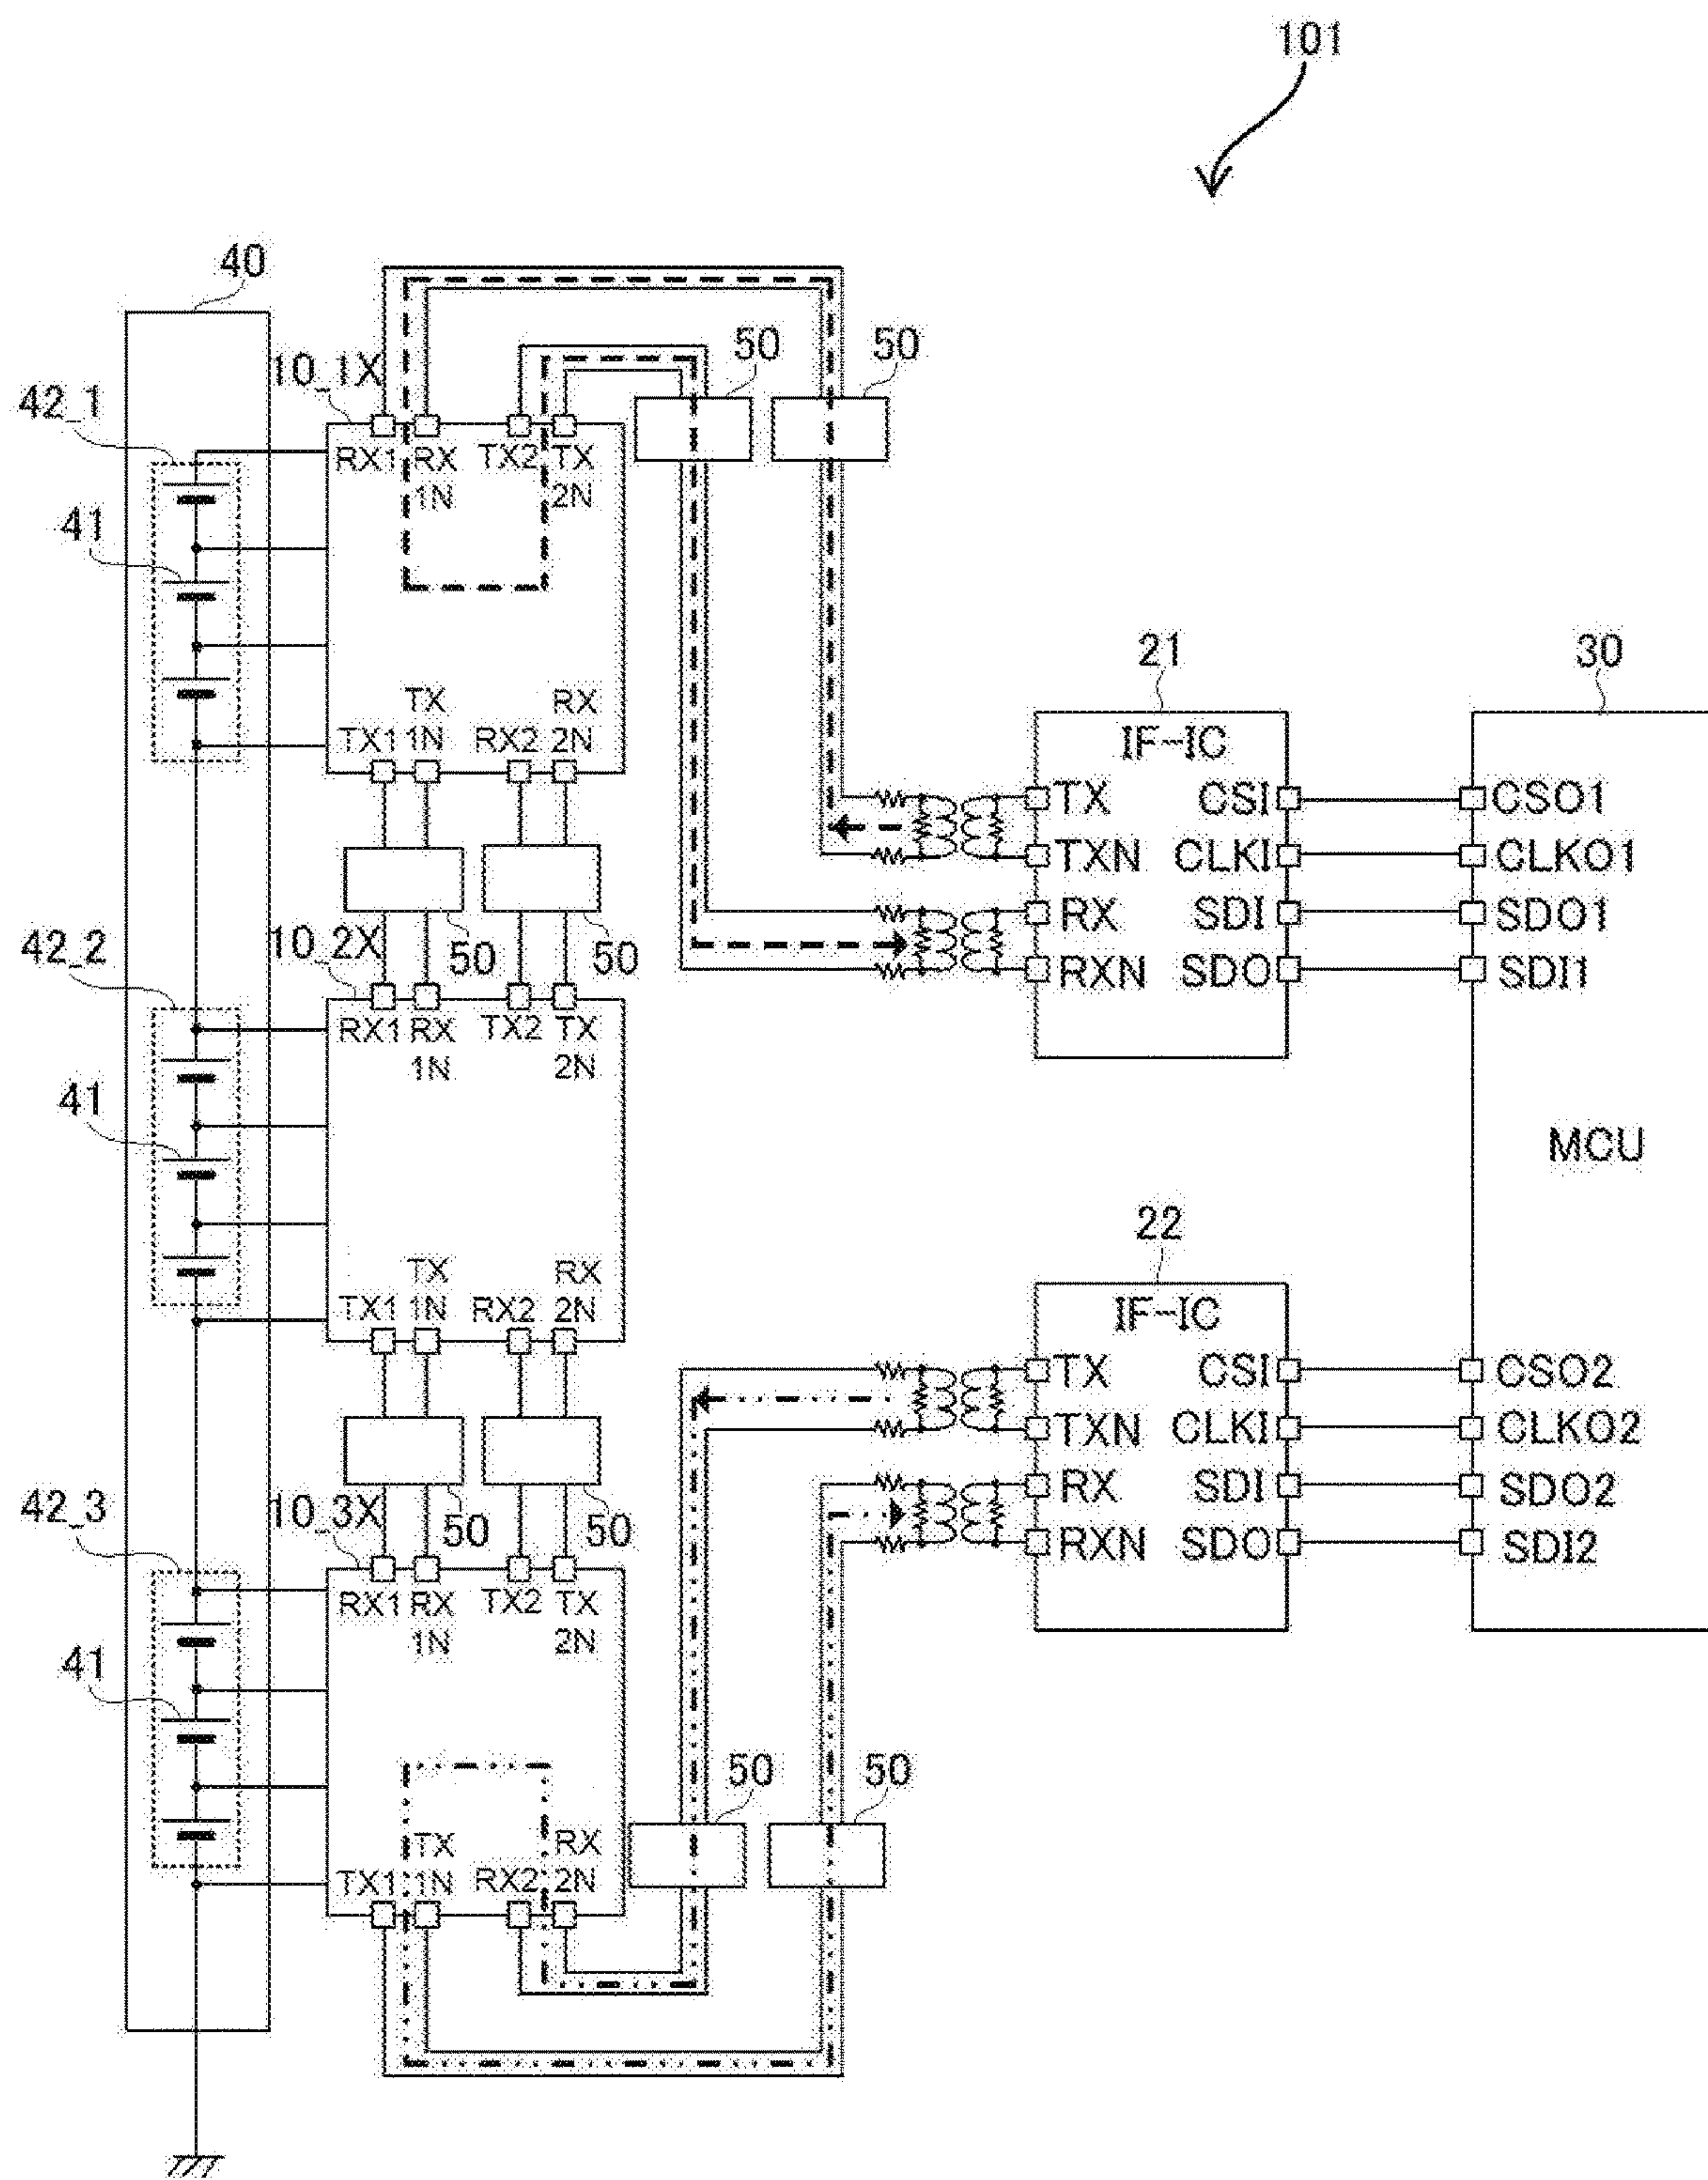 101
40
10_1X
50
50
42_1
RX1 RX TX2 TX
1N 2N
41
21
30
TX RX
TX1 1N RX2 2N
IF-IC
TX CSI CSO1
TXN CLKI CLKO1
RX SDI SDO1
RXN SDO SDI1
42_2
10_2X
50
50
RX1 RX TX2 TX
1N 2N
41
MCU
22
TX RX
TX1 1N RX2 2N
IF-IC
TX CSI CSO2
TXN CLKI CLKO2
RX SDI SDO2
RXN SDO SDI2
42_3
10_3X
50
50
RX1 RX TX2 TX
1N 2N
41
50
50
TX RX
TX1 1N RX2 2N